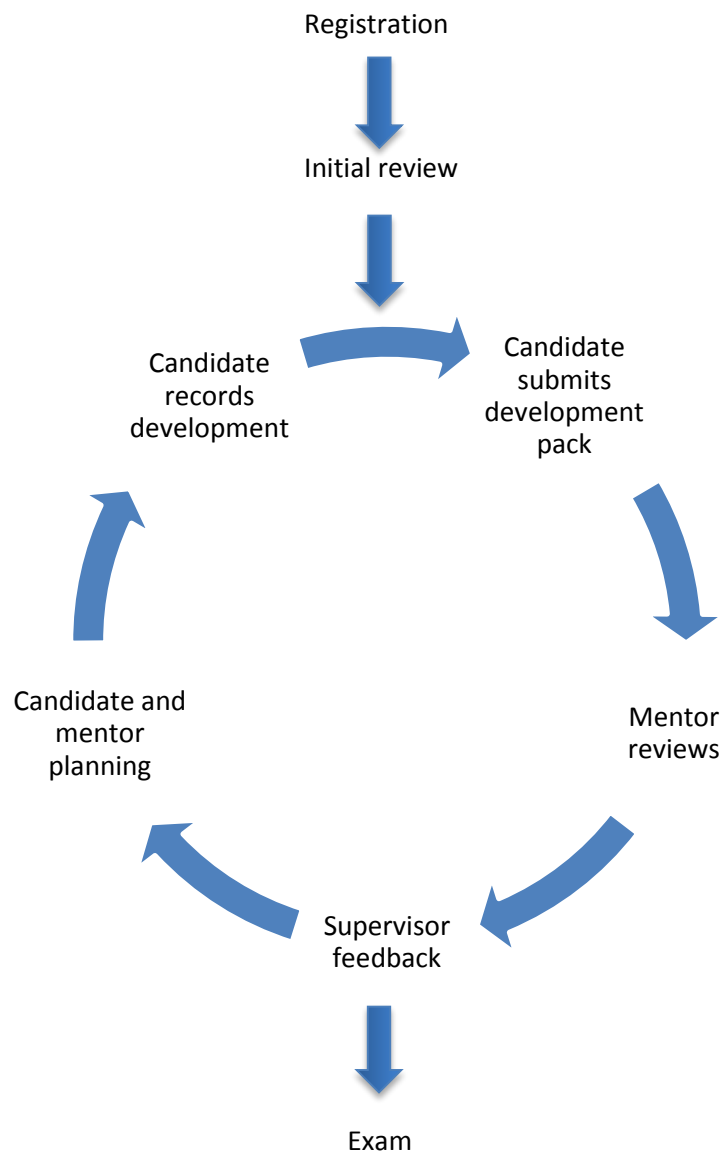 Registration
Initial review
Candidate
records
development
Candidate
submits
development
pack
Mentor
reviews
Supervisor
feedback
Candidate and
mentor
planning
Exam